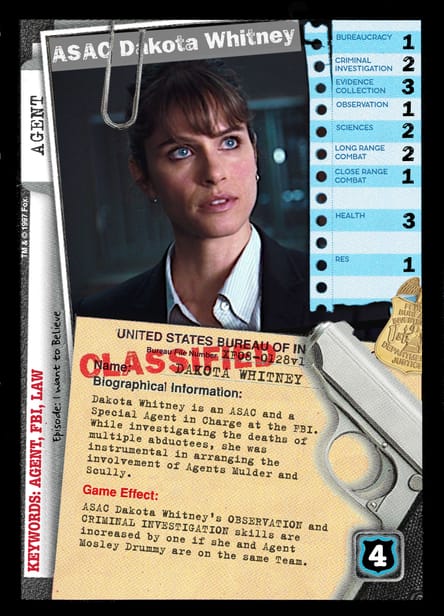 ASAC Dakota Whitney
BUREAUCRACY 1
CRIMINAL
INVESTIGATION 2
EVIDENCE
COLLECTION 3
OBSERVATION 1
SCIENCES 2
LONG RANGE
COMBAT 2
CLOSE RANGE
COMBAT 1
HEALTH 3
RES 1
AGENT
TM & © 1997 Fox.
Episode: I want to Believe
KEYWORDS: AGENT, FBI, LAW
UNITED STATES BUREAU OF IN
Bureau File Number XF08-0128v1
CLASSIFIED
Name: DAKOTA WHITNEY
Biographical Information:
Dakota Whitney is an ASAC and a
Special Agent in Charge at the FBI.
While investigating the deaths of
multiple abductees, she was
instrumental in arranging the
involvement of Agents Mulder and
Scully.
Game Effect:
ASAC Dakota Whitney's OBSERVATION and
CRIMINAL INVESTIGATION skills are
increased by one if she and Agent
Mosley Drummy are on the same Team.
4